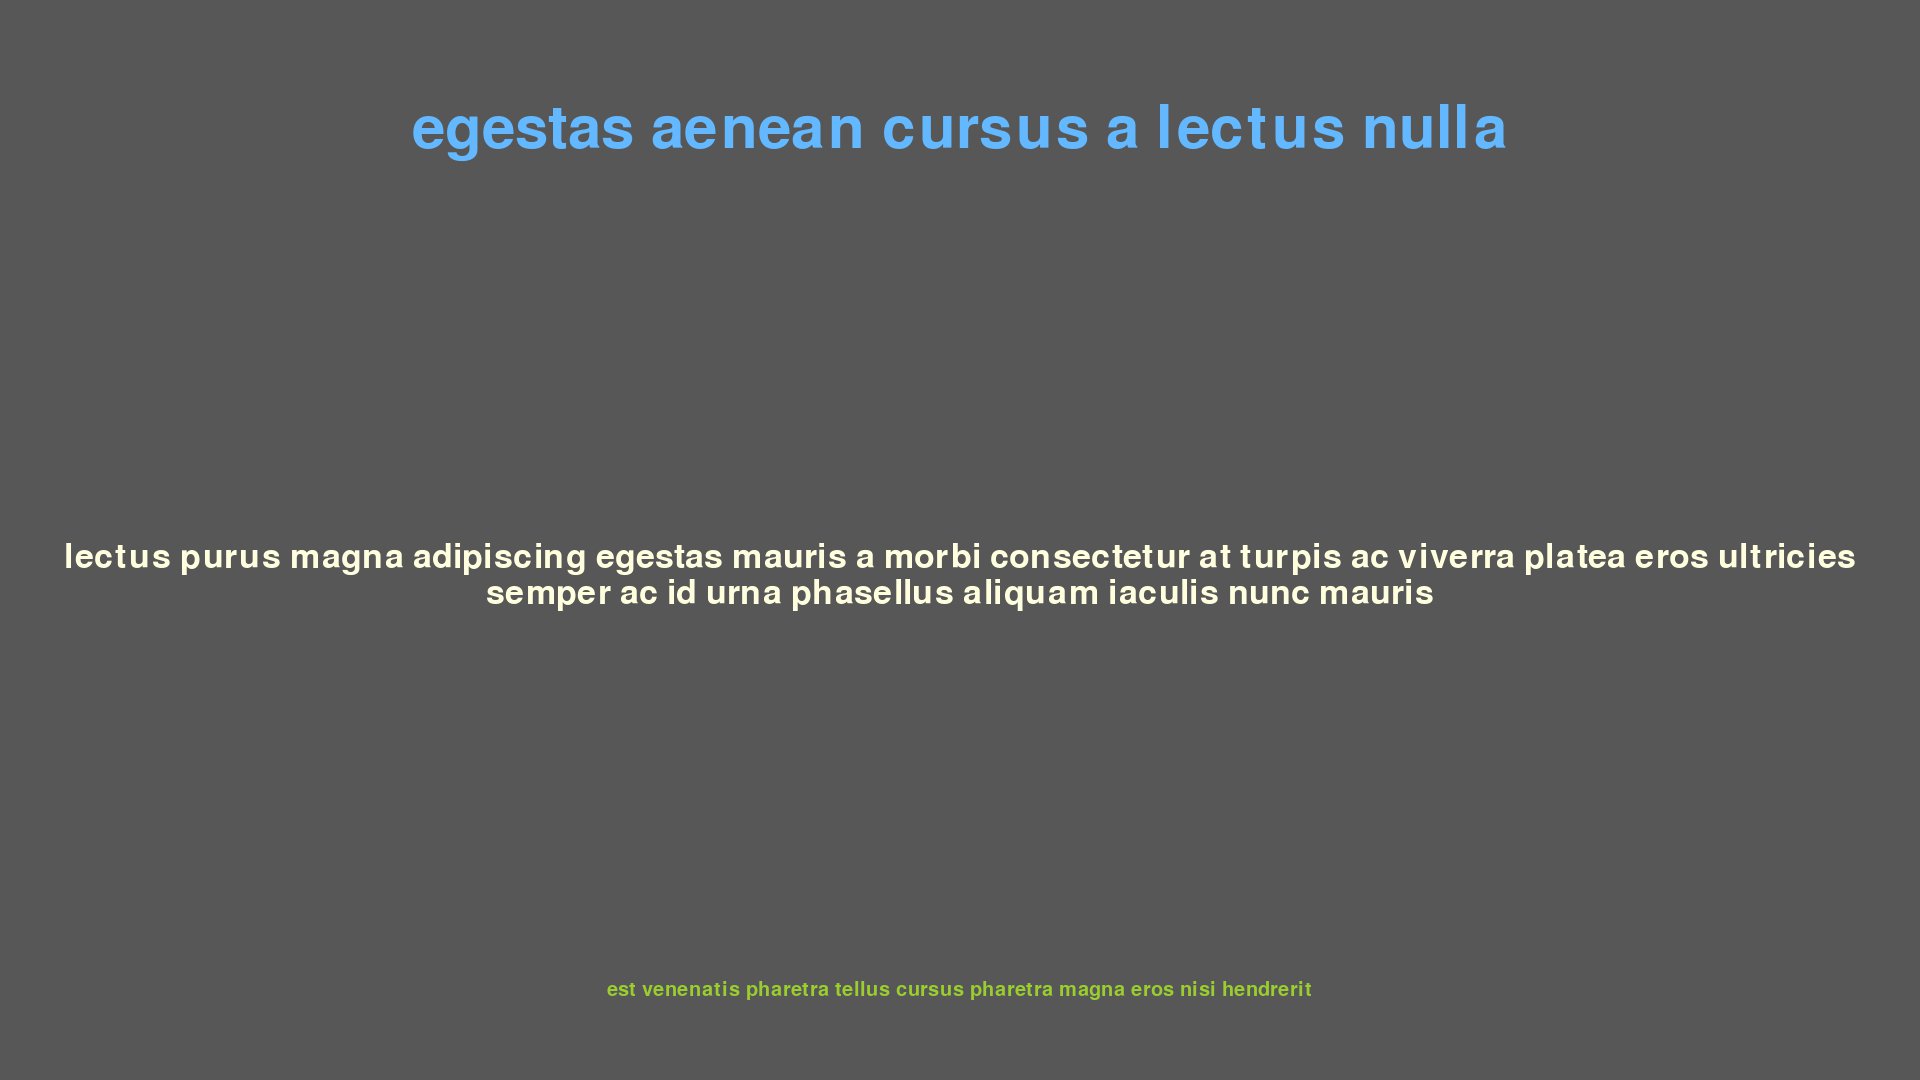 egestas aenean cursus a lectus nulla
lectus purus magna adipiscing egestas mauris a morbi consectetur at turpis ac viverra platea eros ultricies
semper ac id urna phasellus aliquam iaculis nunc mauris
est venenatis pharetra tellus cursus pharetra magna eros nisi hendrerit